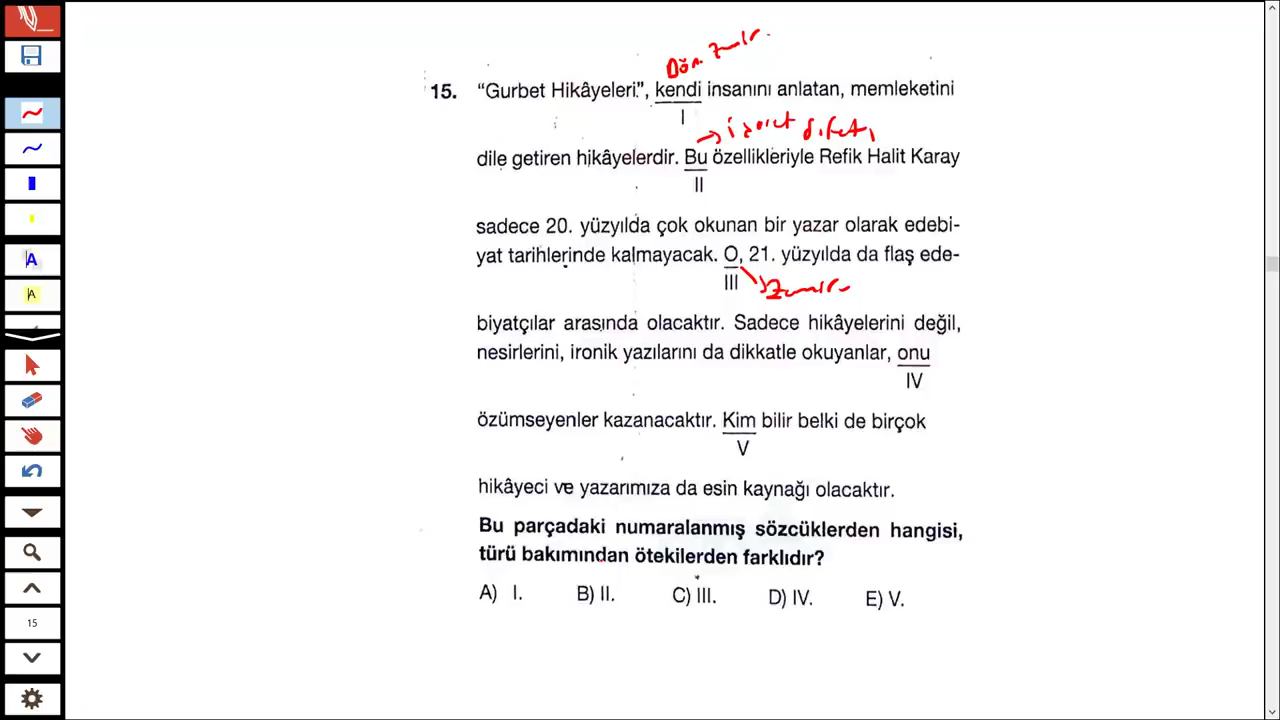 Dön. Zamir.
15. “Gurbet Hikâyeleri”, kendi insanını anlatan, memleketini
I
→ işaret sıfatı
dile getiren hikâyelerdir. Bu özellikleriyle Refik Halit Karay
II
sadece 20. yüzyılda çok okunan bir yazar olarak edebi-
yat tarihlerinde kalmayacak. O, 21. yüzyılda da flaş ede-
III
Zamir
biyatçılar arasında olacaktır. Sadece hikâyelerini değil,
nesirlerini, ironik yazılarını da dikkatle okuyanlar, onu
IV
özümseyenler kazanacaktır. Kim bilir belki de birçok
V
hikâyeci ve yazarımıza da esin kaynağı olacaktır.
Bu parçadaki numaralanmış sözcüklerden hangisi,
türü bakımından ötekilerden farklıdır?
A) I. B) II. C) III. D) IV. E) V.
A
A
15